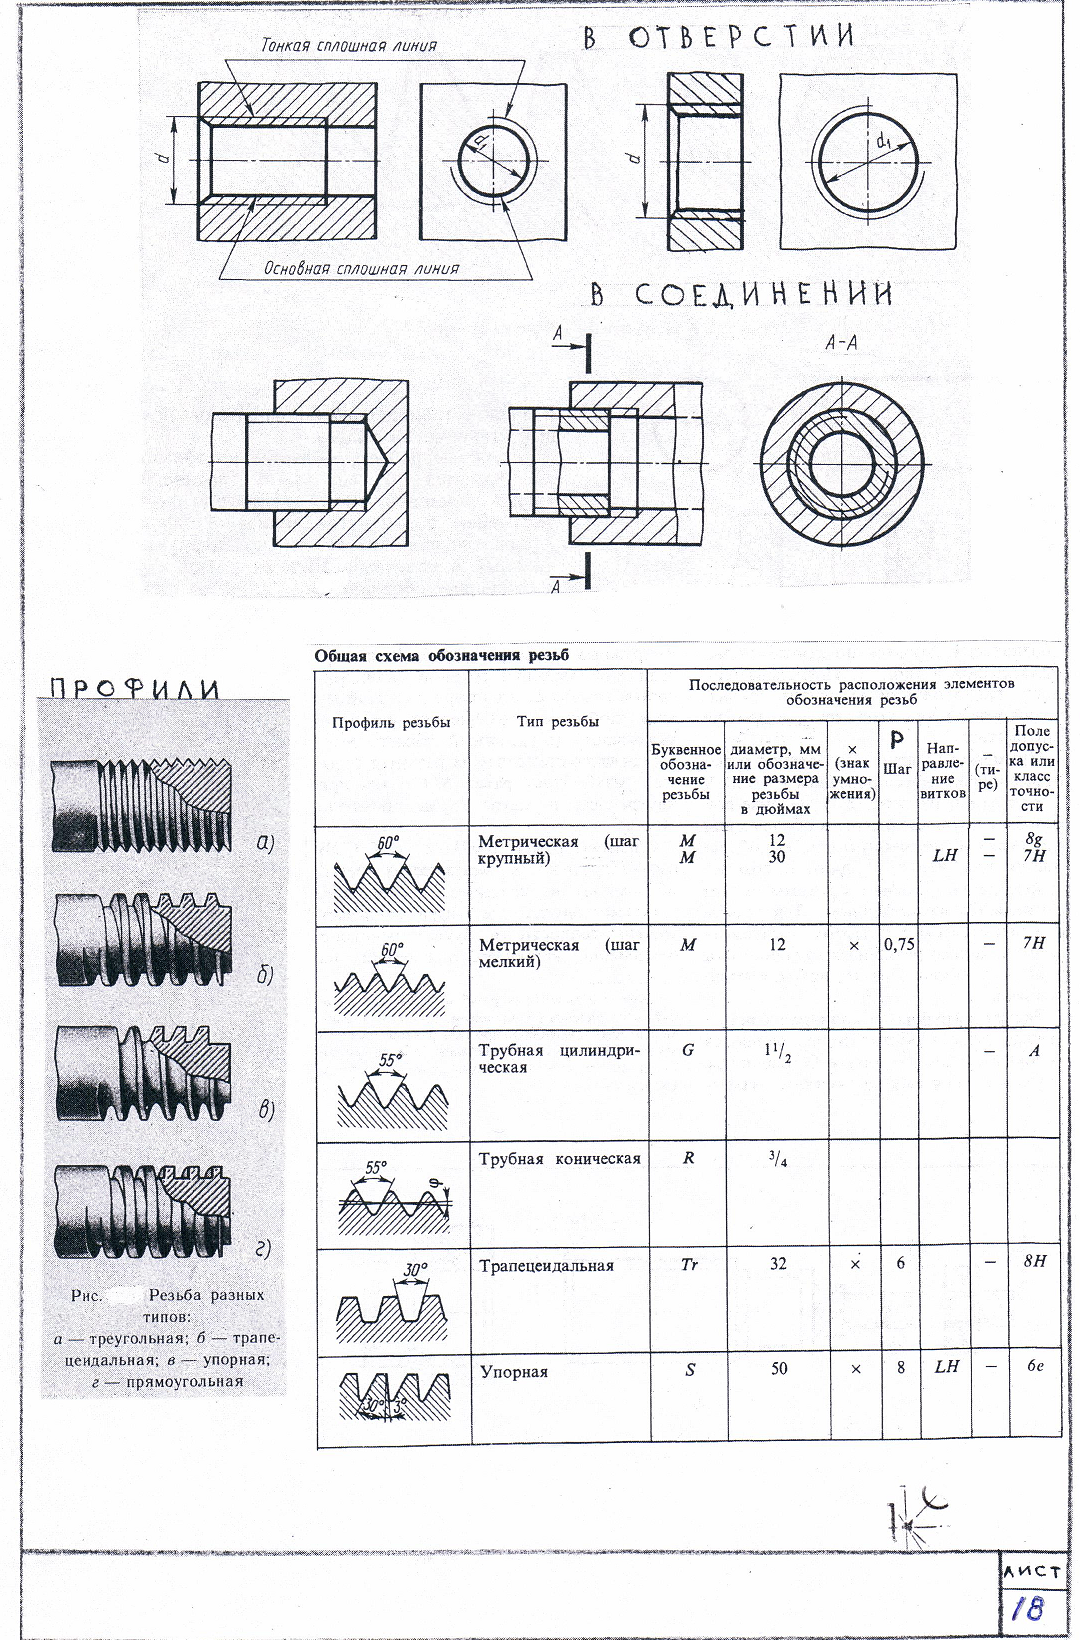 В ОТВЕРСТИИ
Тонкая сплошная линия
d
d₁
d
d₁
Основная сплошная линия
В СОЕДИНЕНИИ
А
А-А
А
Общая схема обозначения резьб
ПРОФИЛИ
а)
б)
в)
г)
Рис. Резьба разных
типов:
а — треугольная; б — трапе-
цеидальная; в — упорная;
г — прямоугольная
Профиль резьбы
Тип резьбы
Последовательность расположения элементов
обозначения резьб
Буквенное
обозна-
чение
резьбы
диаметр, мм
или обозначе-
ние размера
резьбы
в дюймах
×
(знак
умно-
жения)
Р
Шаг
Нап-
равле-
ние
витков
–
(ти-
ре)
Поле
допус-
ка или
класс
точно-
сти
60° Метрическая (шаг M 12 – 8g
крупный) M 30 LH – 7H
60° Метрическая (шаг M 12 × 0,75 – 7H
мелкий)
55° Трубная цилиндри- G 1 1/2 – A
ческая
55° φ Трубная коническая R 3/4
30° Трапецеидальная Tr 32 × 6 – 8H
30° 3° Упорная S 50 × 8 LH – 6e
ЛИСТ
18